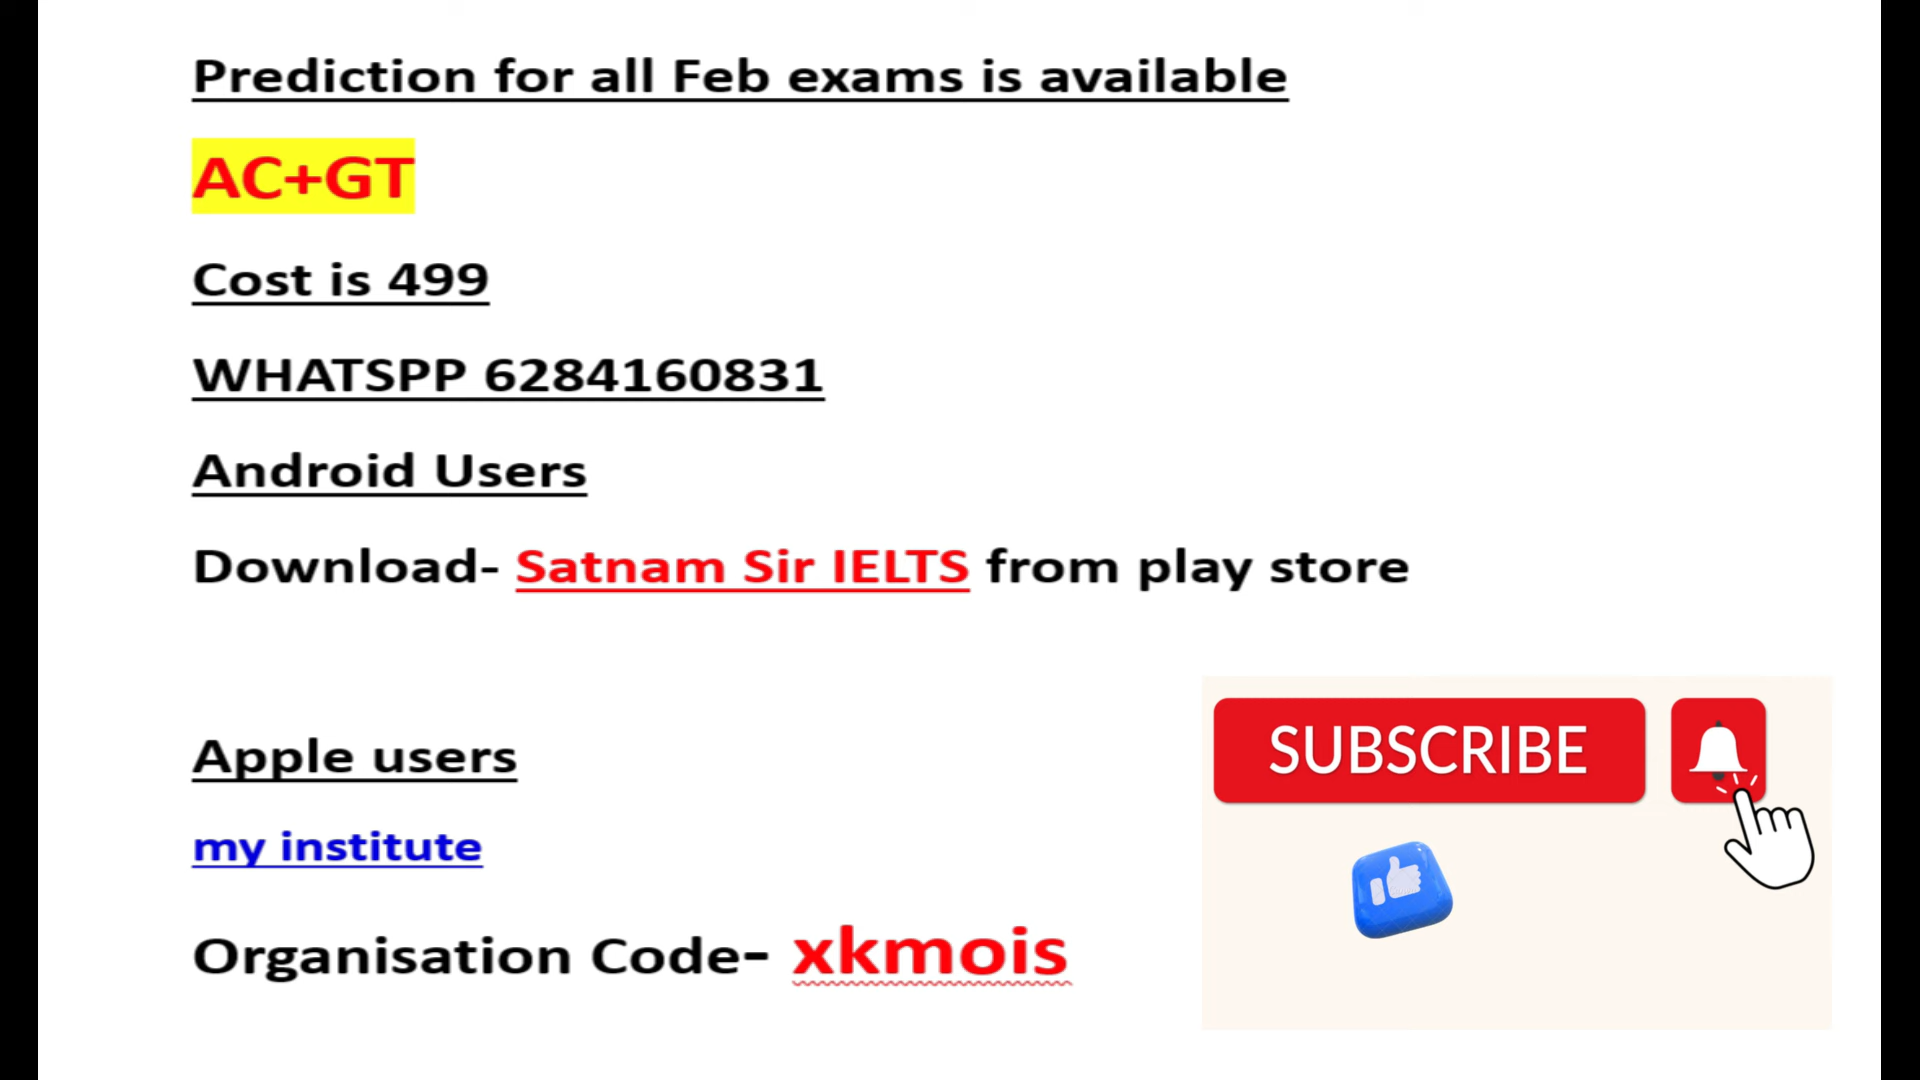 Prediction for all Feb exams is available
AC+GT
Cost is 499
WHATSPP 6284160831
Android Users
Download- Satnam Sir IELTS from play store
Apple users
my institute
Organisation Code- xkmois
SUBSCRIBE